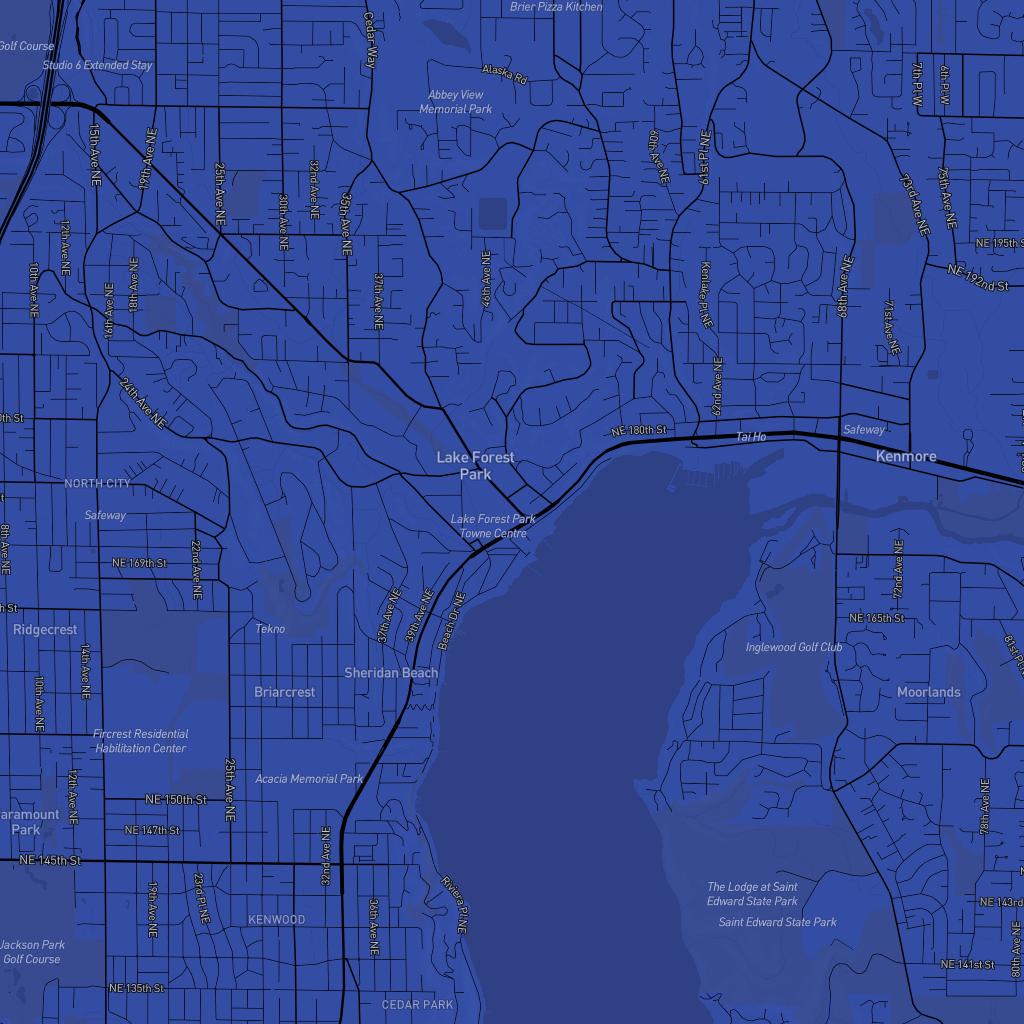 Brier Pizza Kitchen
Cedar Way
Golf Course
Studio 6 Extended Stay
Alaska Rd
7th Pl W
6th Pl W
Abbey View
Memorial Park
15th Ave NE
19th Ave NE
25th Ave NE
32nd Ave NE
30th Ave NE
35th Ave NE
60th Ave NE
61st Pl NE
73rd Ave NE
75th Ave NE
12th Ave NE
10th Ave NE
18th Ave NE
16th Ave NE
37th Ave NE
46th Ave NE
Kenlake Pl NE
68th Ave NE
71st Ave NE
NE 195th S
NE 192nd St
24th Ave NE
62nd Ave NE
0th St
NE 180th St
Tai Ho
Safeway
Kenmore
Lake Forest
Park
NORTH CITY
Safeway
Lake Forest Park
Towne Centre
8th Ave NE
NE 169th St
22nd Ave NE
72nd Ave NE
37th Ave NE
39th Ave NE
Beach Dr NE
h St
Ridgecrest
Tekno
NE 165th St
81st Pl N
Inglewood Golf Club
14th Ave NE
10th Ave NE
Sheridan Beach
Briarcrest
Moorlands
Fircrest Residential
Habilitation Center
12th Ave NE
25th Ave NE
Acacia Memorial Park
NE 150th St
78th Ave NE
aramount
Park
NE 147th St
32nd Ave NE
NE 145th St
19th Ave NE
23rd Pl NE
36th Ave NE
Riviera Pl NE
The Lodge at Saint
Edward State Park
KENWOOD
Saint Edward State Park
NE 143rd
80th Ave NE
Jackson Park
Golf Course
NE 141st St
NE 135th St
CEDAR PARK